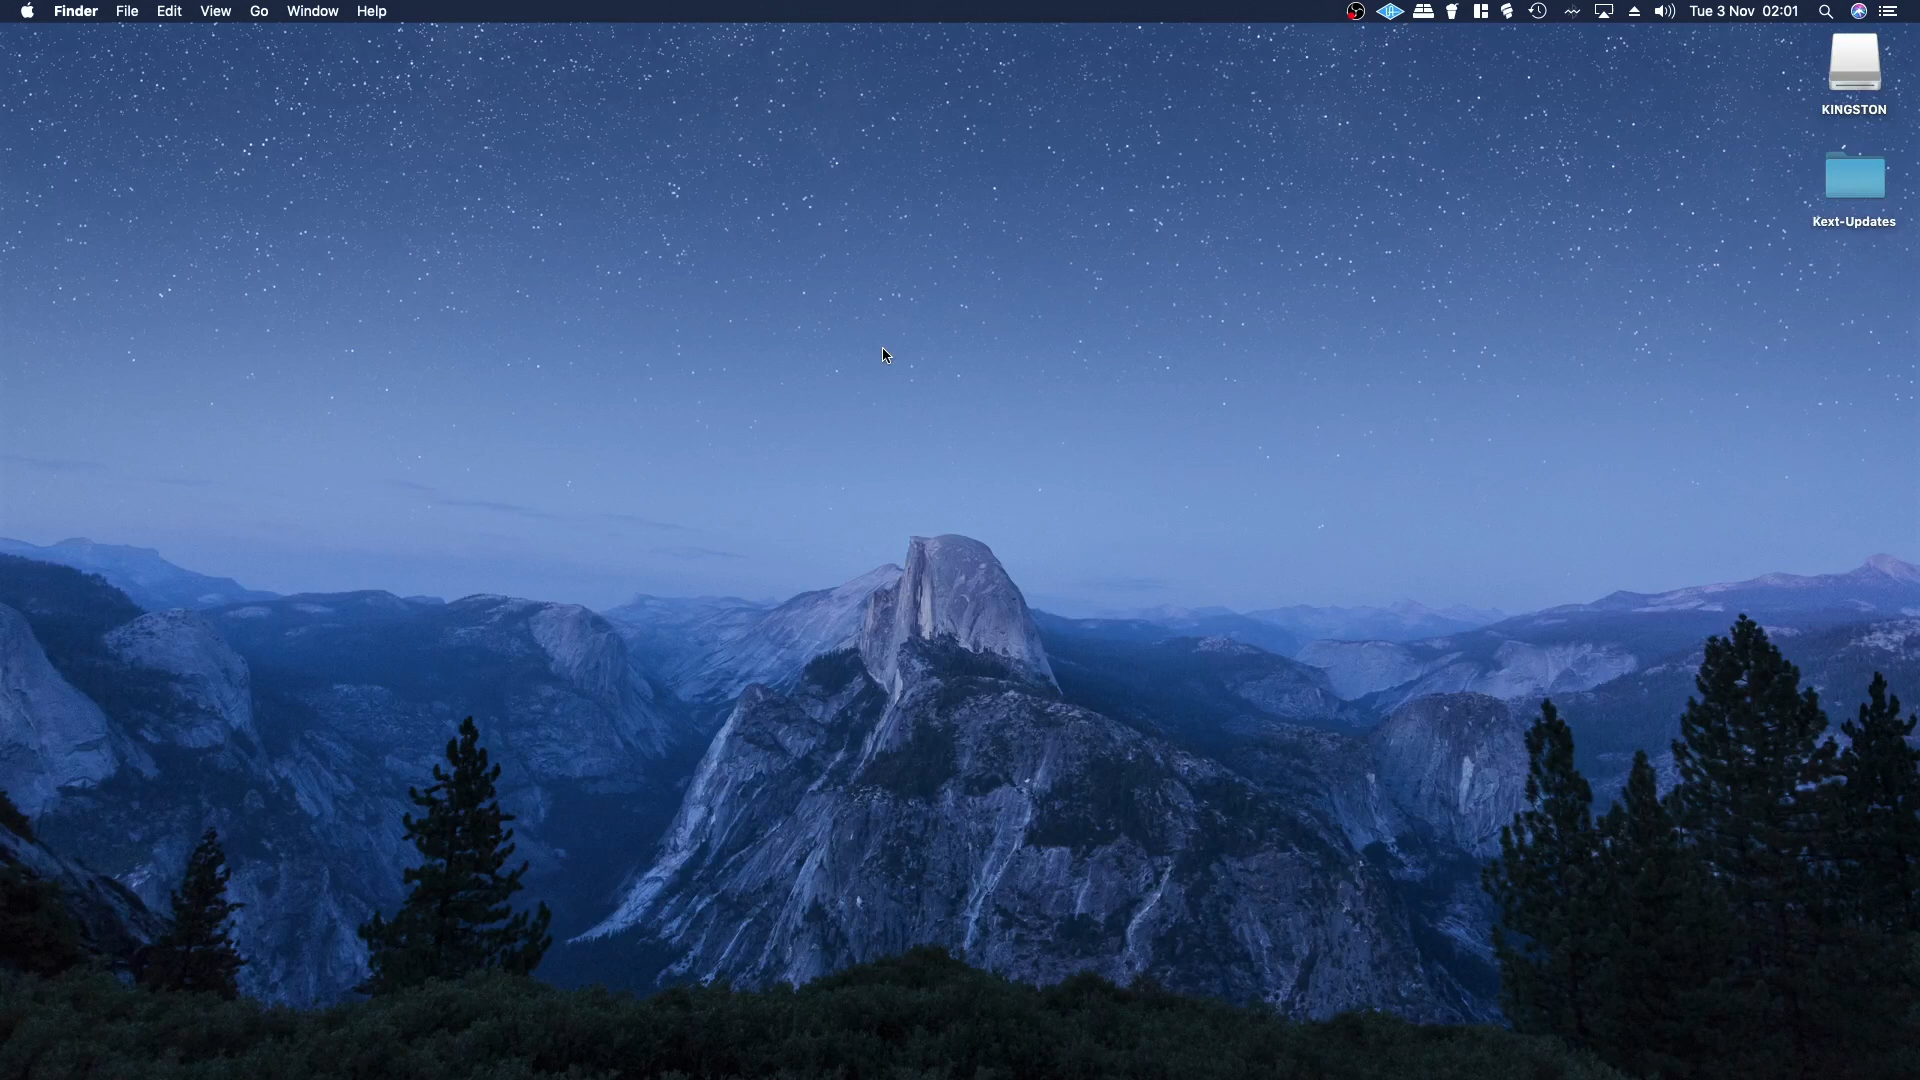 Finder File Edit View Go Window Help Tue 3 Nov 02:01
KINGSTON
Kext-Updates